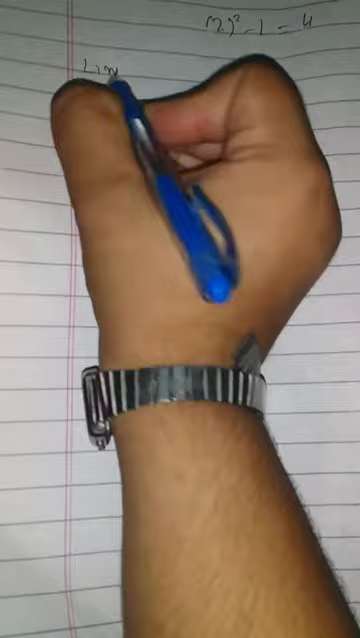 (2)² - 1 = 4
Lim